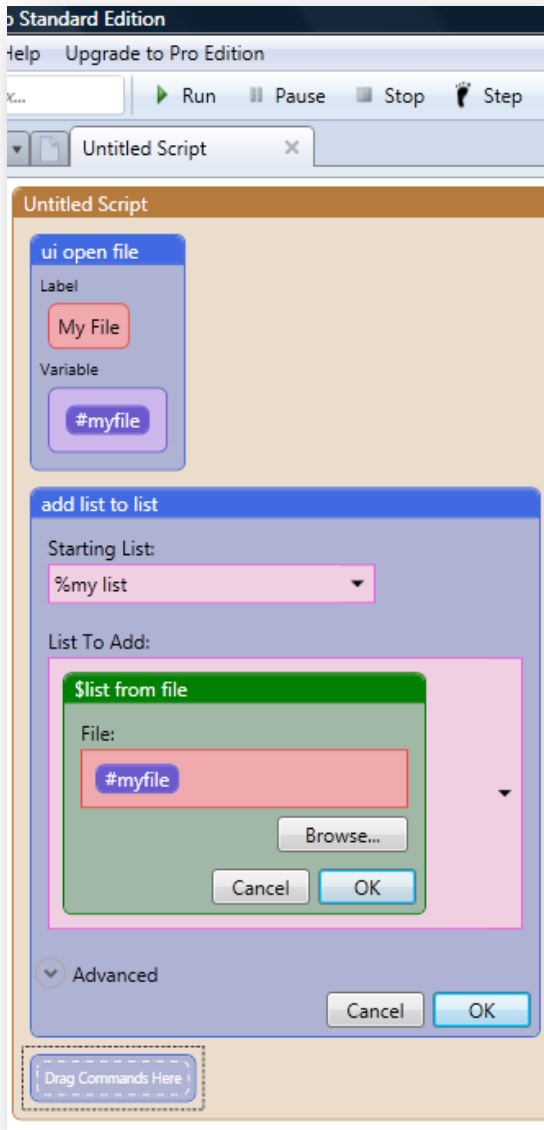 o Standard Edition
Help Upgrade to Pro Edition
x... Run Pause Stop Step
Untitled Script
Untitled Script
ui open file
Label
My File
Variable
#myfile
add list to list
Starting List:
%my list
List To Add:
$list from file
File:
#myfile
Browse...
Cancel OK
Advanced
Cancel OK
Drag Commands Here